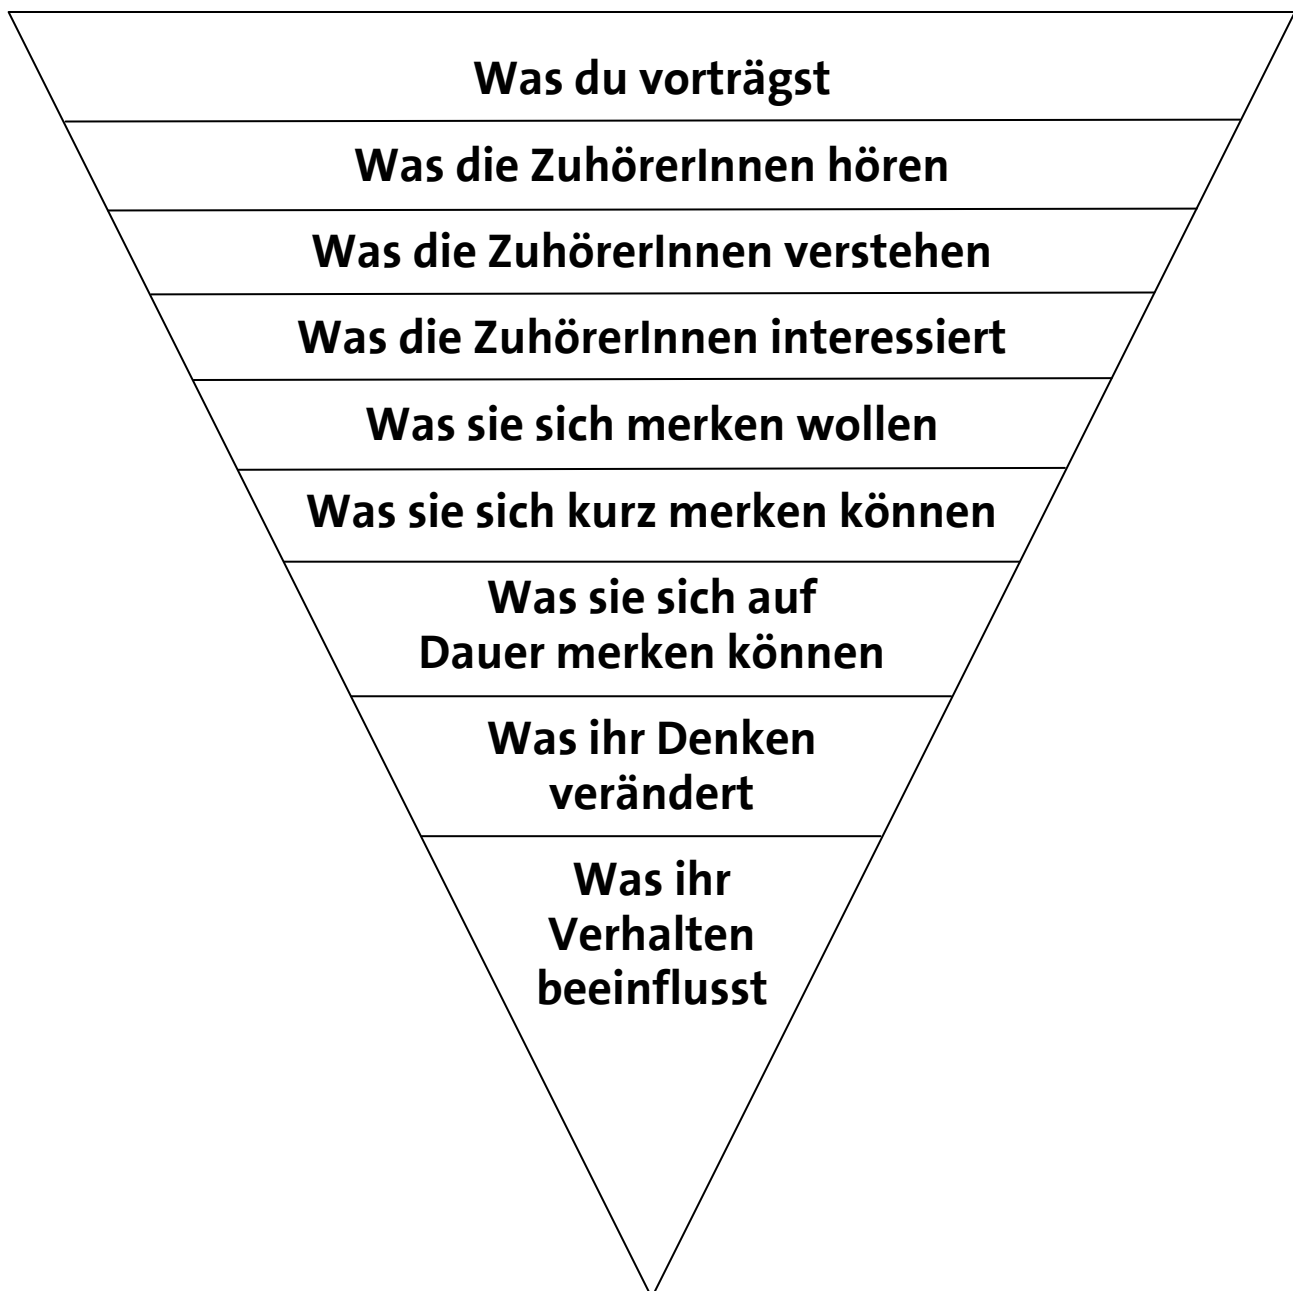 Was du vorträgst
Was die ZuhörerInnen hören
Was die ZuhörerInnen verstehen
Was die ZuhörerInnen interessiert
Was sie sich merken wollen
Was sie sich kurz merken können
Was sie sich auf
Dauer merken können
Was ihr Denken
verändert
Was ihr
Verhalten
beeinflusst